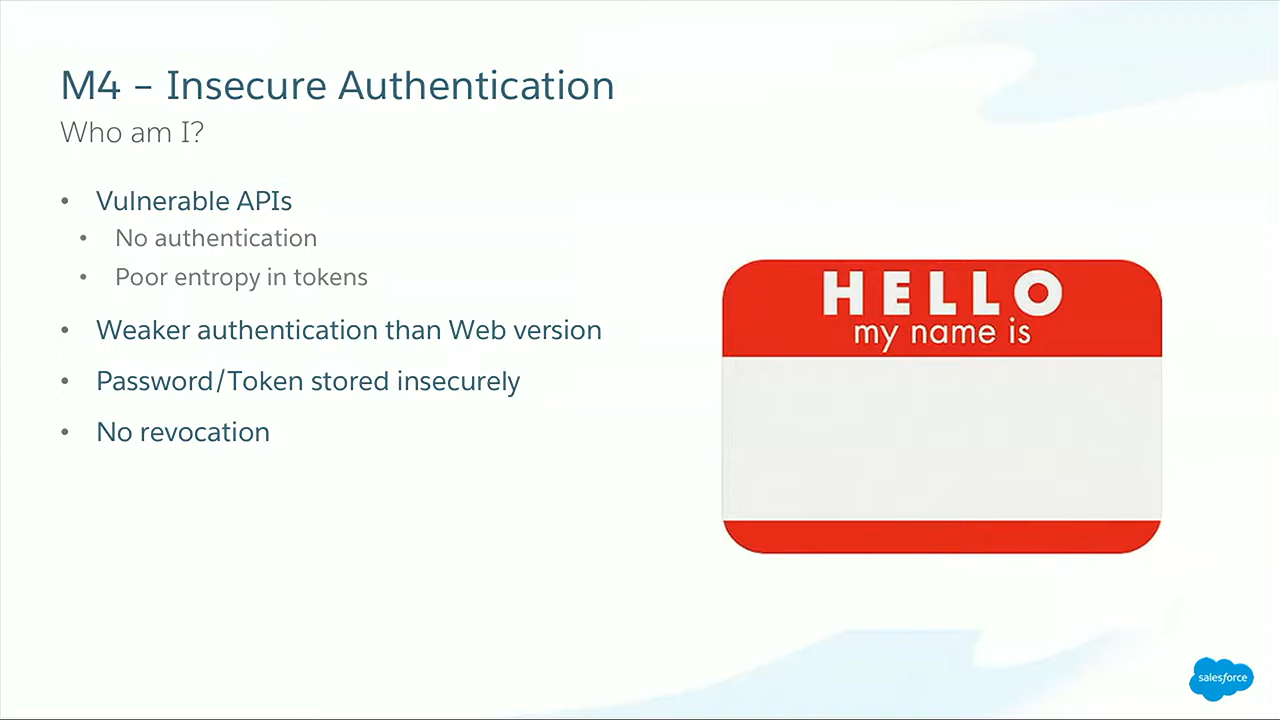 M4 – Insecure Authentication
Who am I?
• Vulnerable APIs
• No authentication
• Poor entropy in tokens
• Weaker authentication than Web version
• Password/Token stored insecurely
• No revocation
HELLO
my name is
salesforce